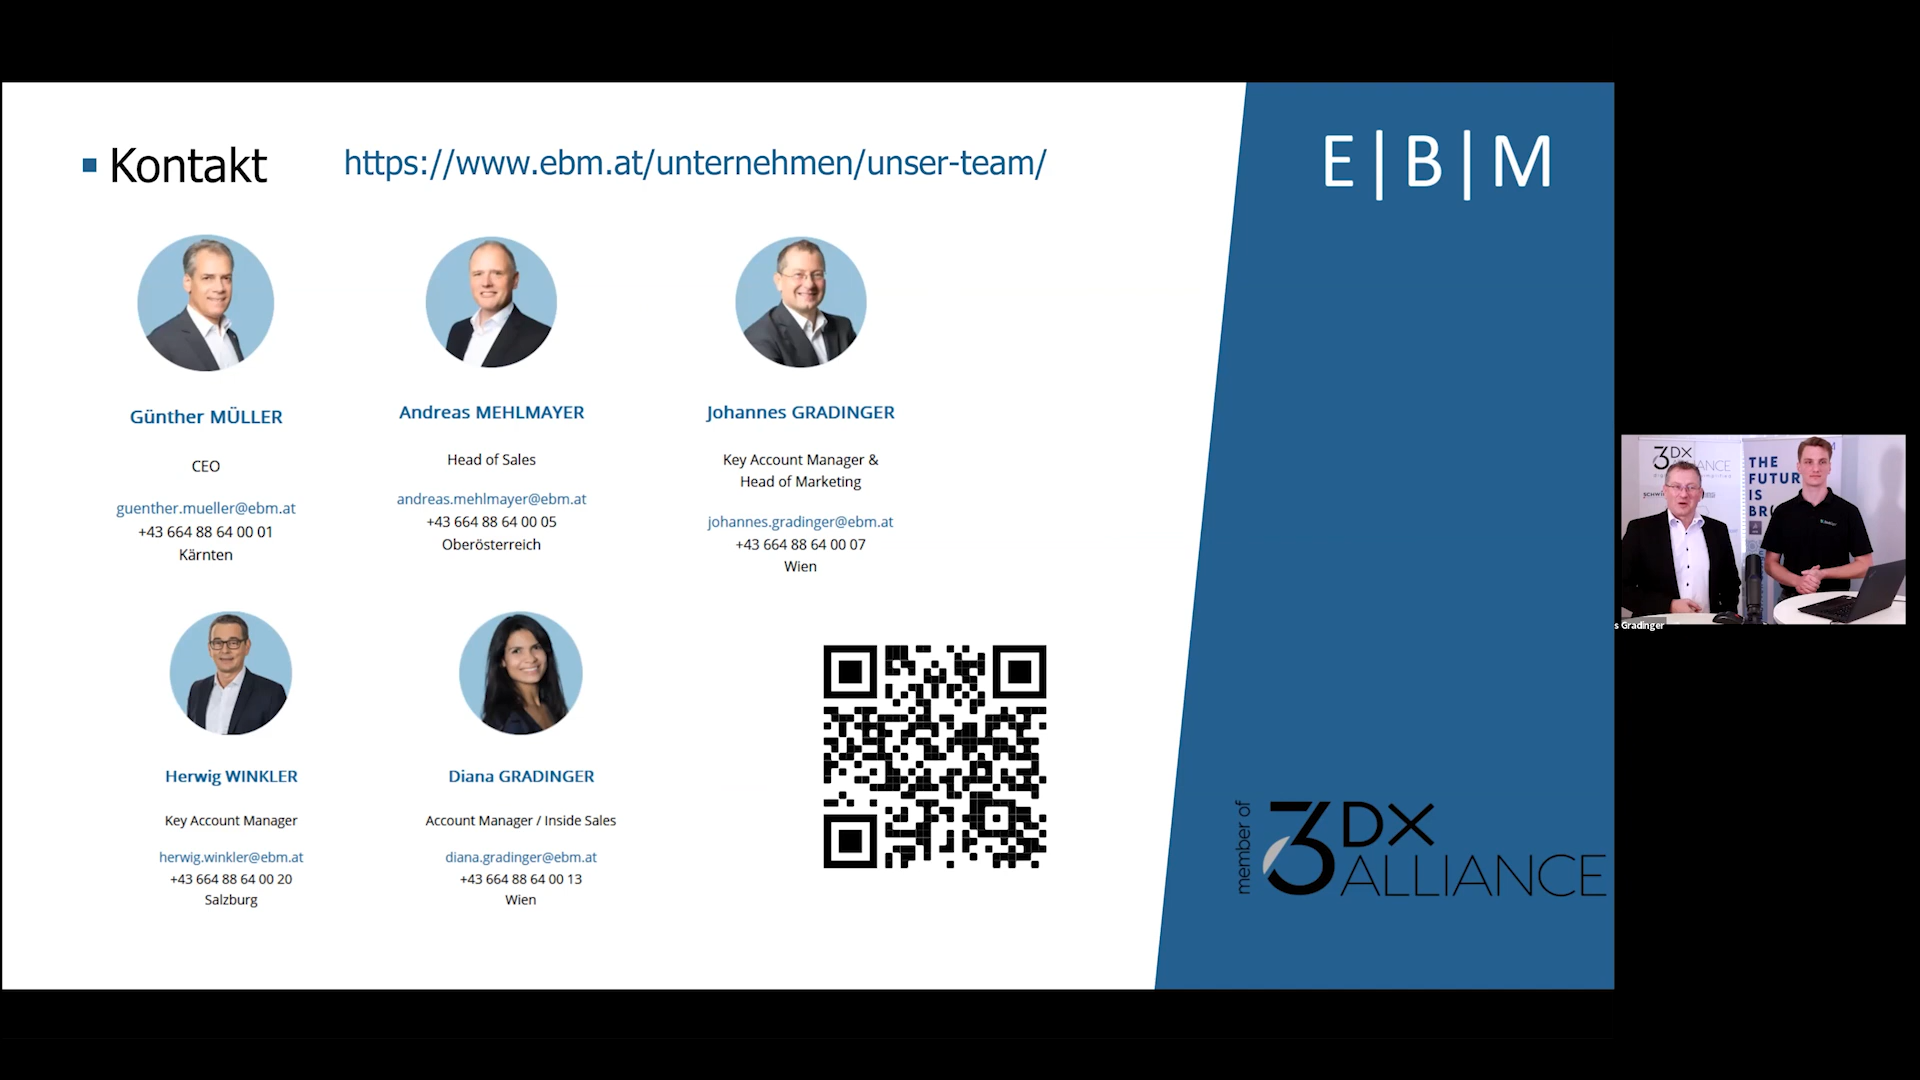 Kontakt
https://www.ebm.at/unternehmen/unser-team/
E|B|M
Günther MÜLLER
CEO
guenther.mueller@ebm.at
+43 664 88 64 00 01
Kärnten
Andreas MEHLMAYER
Head of Sales
andreas.mehlmayer@ebm.at
+43 664 88 64 00 05
Oberösterreich
Johannes GRADINGER
Key Account Manager &
Head of Marketing
johannes.gradinger@ebm.at
+43 664 88 64 00 07
Wien
Herwig WINKLER
Key Account Manager
herwig.winkler@ebm.at
+43 664 88 64 00 20
Salzburg
Diana GRADINGER
Account Manager / Inside Sales
diana.gradinger@ebm.at
+43 664 88 64 00 13
Wien
member of
3DX
ALLIANCE
3DX
THE
FUTUR
IS
s Gradinger